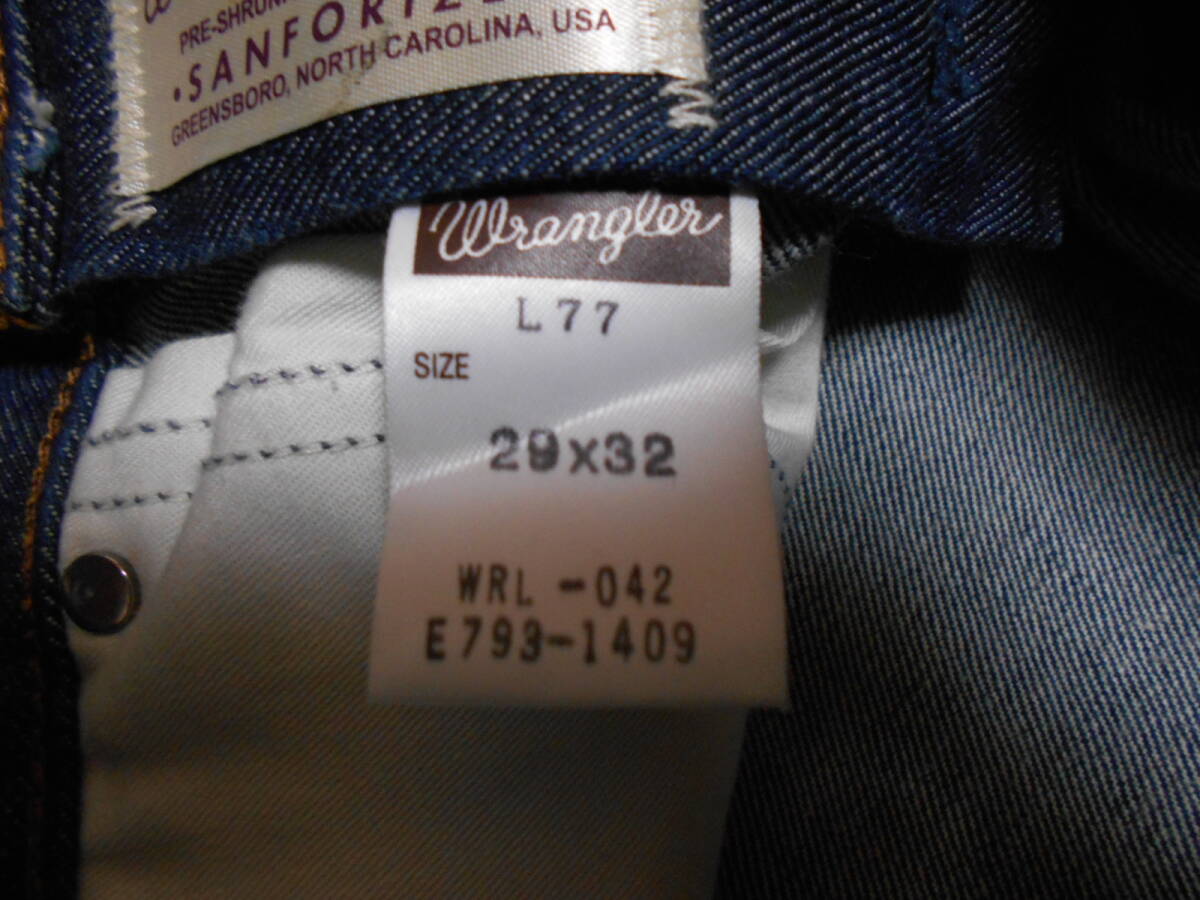 PRE-SHRUN
• SANFORIZE
GREENSBORO, NORTH CAROLINA, USA
Wrangler
L77
SIZE
29x32
WRL -042
E793-1409